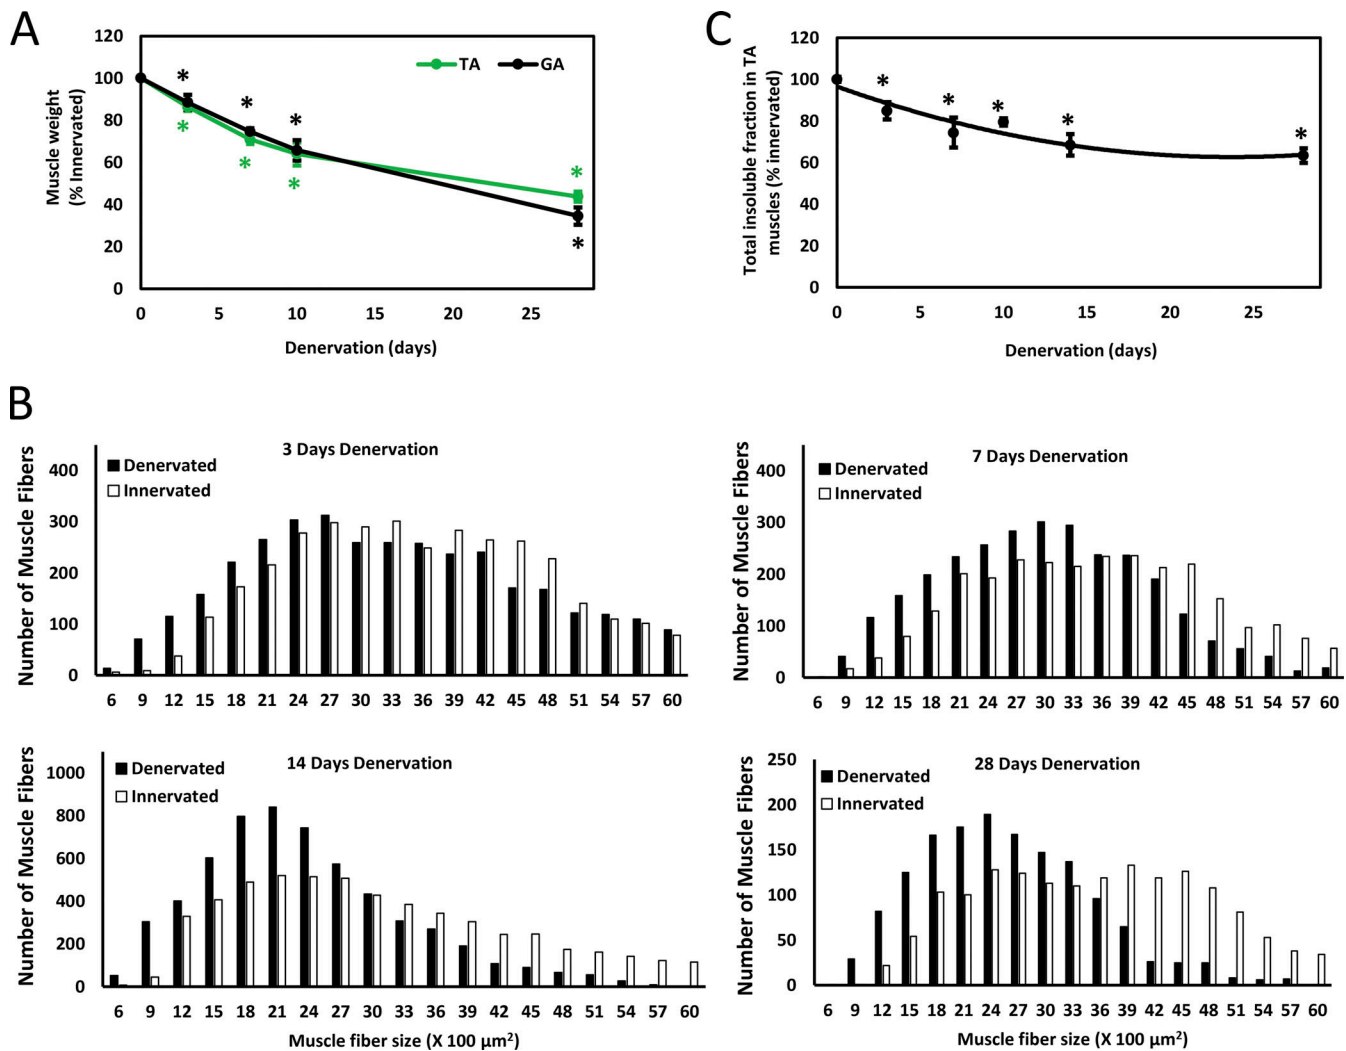 A
120
100
80
60
40
20
0
Muscle weight
(% Innervated)
TA
GA
*
*
*
*
*
*
*
*
0 5 10 15 20 25
Denervation (days)
C
120
100
80
60
40
20
0
Total insoluble fraction in TA
muscles (% innervated)
*
*
*
*
*
0 5 10 15 20 25
Denervation (days)
B
3 Days Denervation
Denervated
Innervated
Number of Muscle Fibers
400
300
200
100
0
6 9 12 15 18 21 24 27 30 33 36 39 42 45 48 51 54 57 60
7 Days Denervation
Denervated
Innervated
Number of Muscle Fibers
400
300
200
100
0
6 9 12 15 18 21 24 27 30 33 36 39 42 45 48 51 54 57 60
14 Days Denervation
Denervated
Innervated
Number of Muscle Fibers
1000
800
600
400
200
0
6 9 12 15 18 21 24 27 30 33 36 39 42 45 48 51 54 57 60
Muscle fiber size (X 100 µm²)
28 Days Denervation
Denervated
Innervated
Number of Muscle Fibers
250
200
150
100
50
0
6 9 12 15 18 21 24 27 30 33 36 39 42 45 48 51 54 57 60
Muscle fiber size (X 100 µm²)